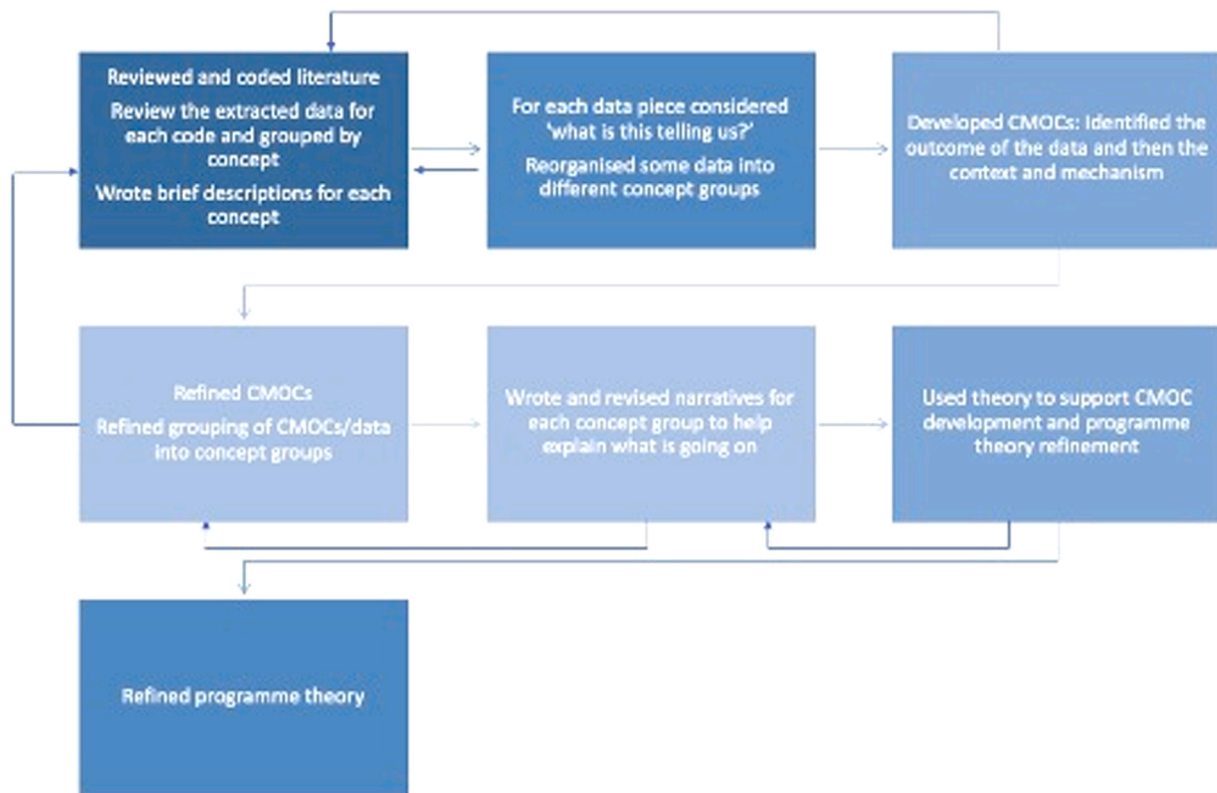 Reviewed and coded literature
Review the extracted data for
each code and grouped by
concept
Wrote brief descriptions for each
concept
For each data piece considered
'what is this telling us?'
Reorganised some data into
different concept groups
Developed CMOCs: Identified the
outcome of the data and then the
context and mechanism
Refined CMOCs
Refined grouping of CMOCs/data
into concept groups
Wrote and revised narratives for
each concept group to help
explain what is going on
Used theory to support CMOC
development and programme
theory refinement
Refined programme theory